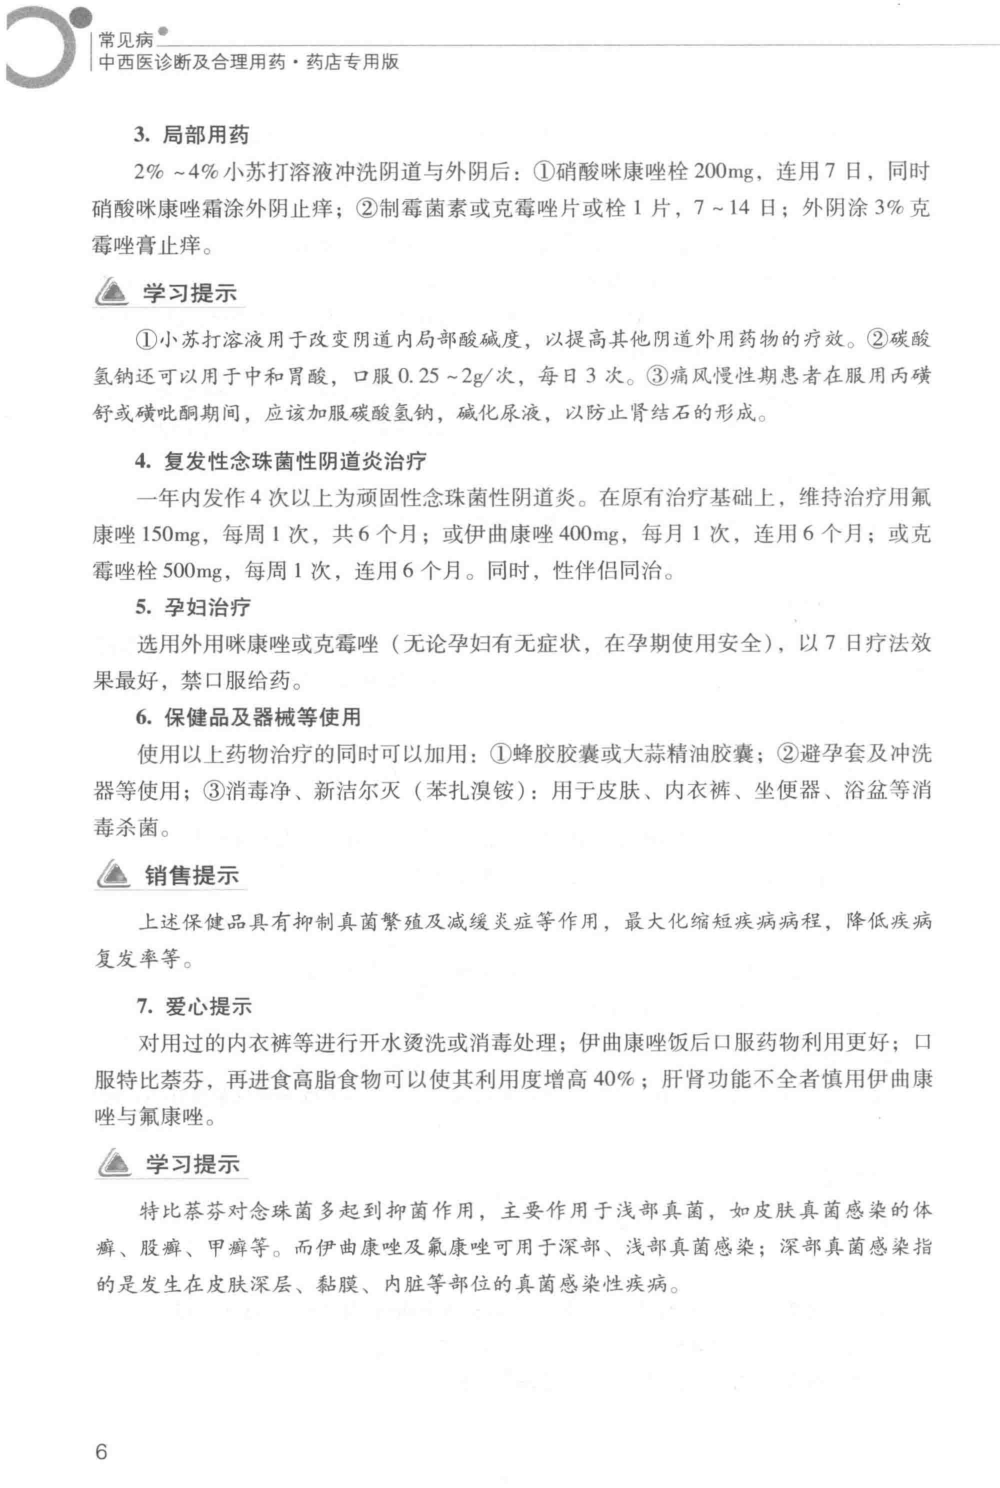 常见病
中西医诊断及合理用药·药店专用版
3. 局部用药
2% ~4%小苏打溶液冲洗阴道与外阴后：①硝酸咪康唑栓 200mg，连用 7 日，同时
硝酸咪康唑霜涂外阴止痒；②制霉菌素或克霉唑片或栓 1 片，7 ~ 14 日；外阴涂 3% 克
霉唑膏止痒。
学习提示
①小苏打溶液用于改变阴道内局部酸碱度，以提高其他阴道外用药物的疗效。②碳酸
氢钠还可以用于中和胃酸，口服 0. 25 ~2g/次，每日 3 次。③痛风慢性期患者在服用丙磺
舒或磺吡酮期间，应该加服碳酸氢钠，碱化尿液，以防止肾结石的形成。
4. 复发性念珠菌性阴道炎治疗
一年内发作 4 次以上为顽固性念珠菌性阴道炎。在原有治疗基础上，维持治疗用氟
康唑 150mg，每周 1 次，共 6 个月；或伊曲康唑 400mg，每月 1 次，连用 6 个月；或克
霉唑栓 500mg，每周 1 次，连用 6 个月。同时，性伴侣同治。
5. 孕妇治疗
选用外用咪康唑或克霉唑（无论孕妇有无症状，在孕期使用安全），以 7 日疗法效
果最好，禁口服给药。
6. 保健品及器械等使用
使用以上药物治疗的同时可以加用：①蜂胶胶囊或大蒜精油胶囊；②避孕套及冲洗
器等使用；③消毒净、新洁尔灭（苯扎溴铵）：用于皮肤、内衣裤、坐便器、浴盆等消
毒杀菌。
销售提示
上述保健品具有抑制真菌繁殖及减缓炎症等作用，最大化缩短疾病病程，降低疾病
复发率等。
7. 爱心提示
对用过的内衣裤等进行开水烫洗或消毒处理；伊曲康唑饭后口服药物利用更好；口
服特比萘芬，再进食高脂食物可以使其利用度增高 40%；肝肾功能不全者慎用伊曲康
唑与氟康唑。
学习提示
特比萘芬对念珠菌多起到抑菌作用，主要作用于浅部真菌，如皮肤真菌感染的体
癣、股癣、甲癣等。而伊曲康唑及氟康唑可用于深部、浅部真菌感染；深部真菌感染指
的是发生在皮肤深层、黏膜、内脏等部位的真菌感染性疾病。
6